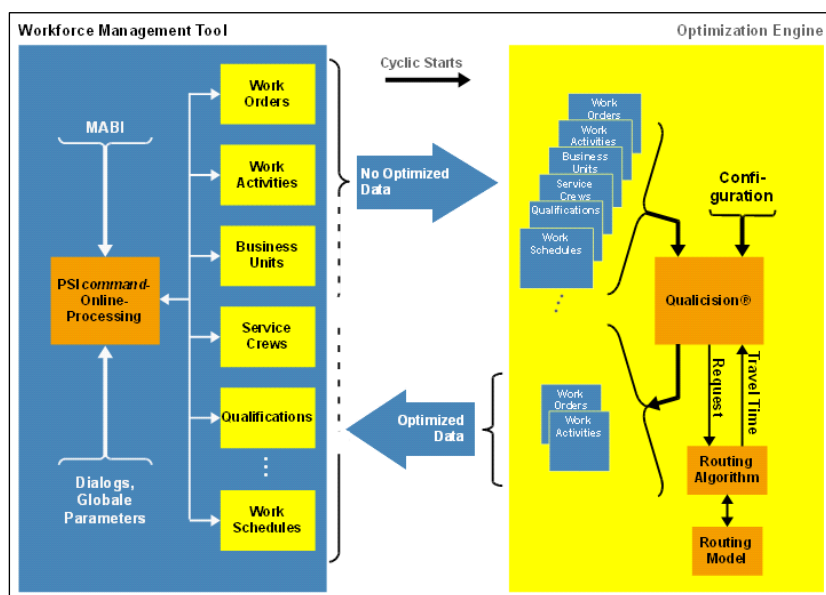 Workforce Management Tool
Optimization Engine
Cyclic Starts
MABI
PSIcommand-
Online-
Processing
Dialogs,
Globale
Parameters
Work
Orders
Work
Activities
Business
Units
Service
Crews
Qualifications
Work
Schedules
No Optimized
Data
Optimized
Data
Work
Orders
Work
Activities
Business
Units
Service
Crews
Qualifications
Work
Schedules
Work
Orders
Work
Activities
Confi-
guration
Qualicision®
Request
Travel Time
Routing
Algorithm
Routing
Model